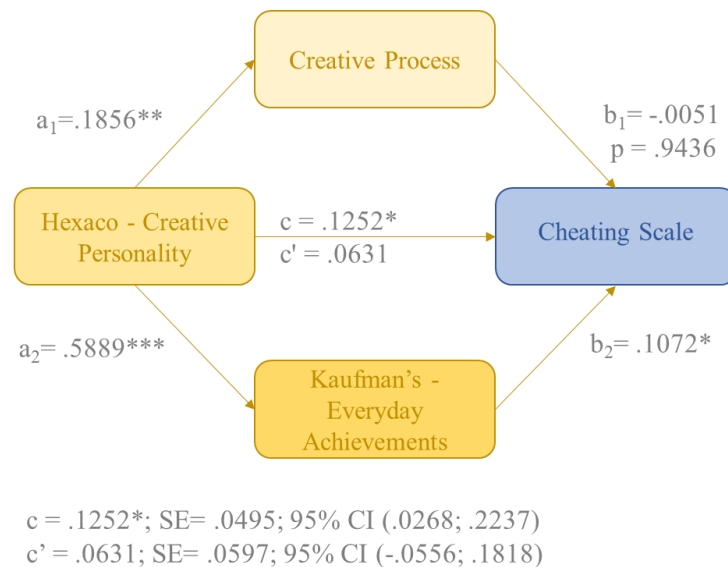 Creative Process
a₁=.1856**
b₁= -.0051
p = .9436
Hexaco - Creative
Personality
c = .1252*
c' = .0631
Cheating Scale
a₂= .5889***
b₂= .1072*
Kaufman’s -
Everyday
Achievements
c = .1252*; SE= .0495; 95% CI (.0268; .2237)
c’ = .0631; SE= .0597; 95% CI (-.0556; .1818)